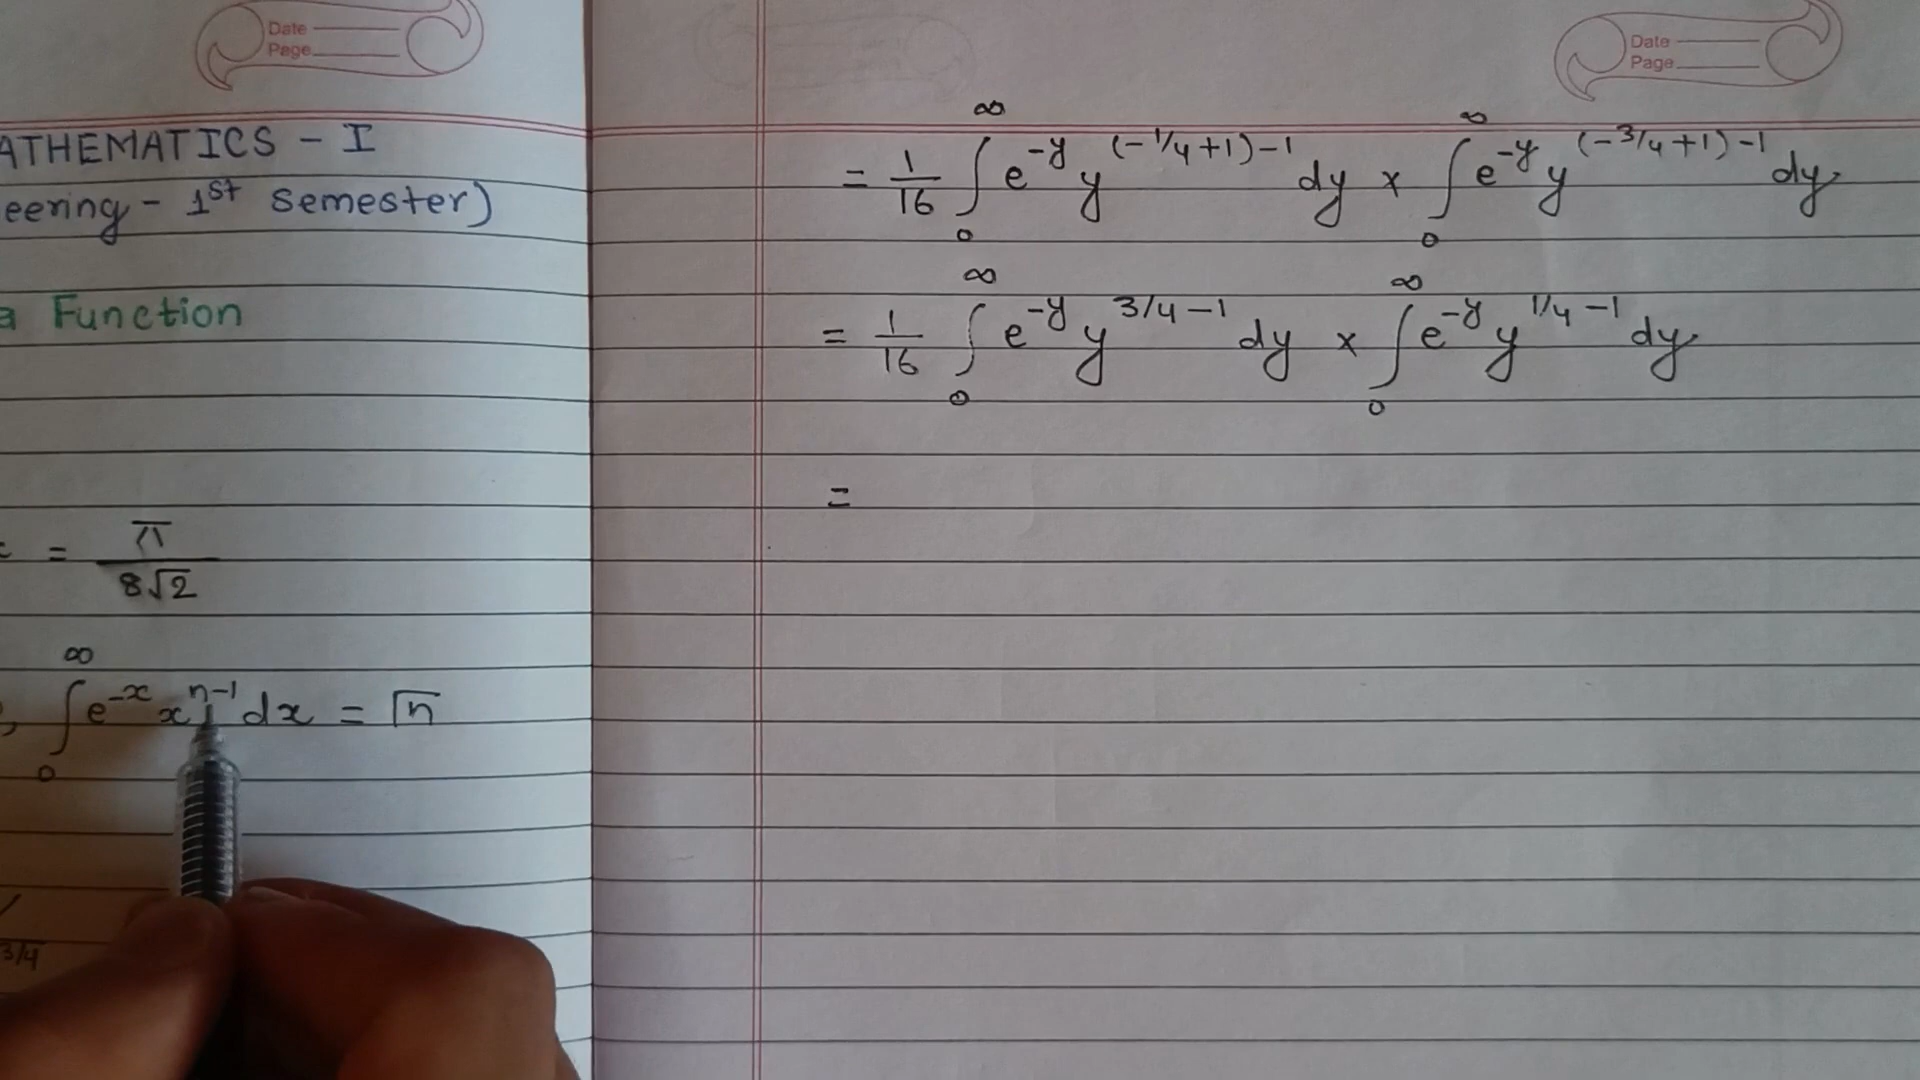 Date
Page
ATHEMATICS - I
eering - 1st Semester)
a Function
= π / 8√2
∫₀^∞ e^-x x^n-1 dx = Γn
3/4
Date
Page
= 1/16 ∫₀^∞ e^-y y^(-1/4+1)-1 dy × ∫₀^∞ e^-y y^(-3/4+1)-1 dy
= 1/16 ∫₀^∞ e^-y y^3/4-1 dy × ∫₀^∞ e^-y y^1/4-1 dy
=